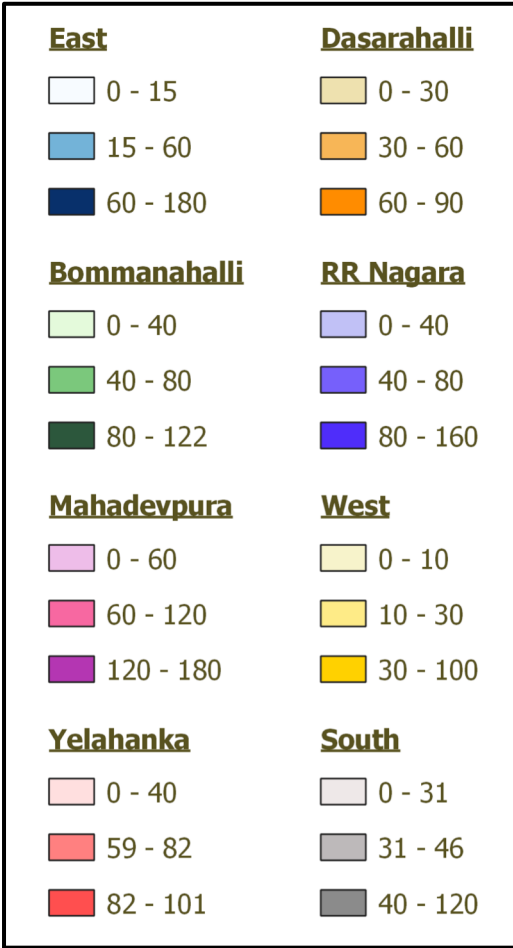 East
0 - 15
15 - 60
60 - 180
Dasarahalli
0 - 30
30 - 60
60 - 90
Bommanahalli
0 - 40
40 - 80
80 - 122
RR Nagara
0 - 40
40 - 80
80 - 160
Mahadevpura
0 - 60
60 - 120
120 - 180
West
0 - 10
10 - 30
30 - 100
Yelahanka
0 - 40
59 - 82
82 - 101
South
0 - 31
31 - 46
40 - 120